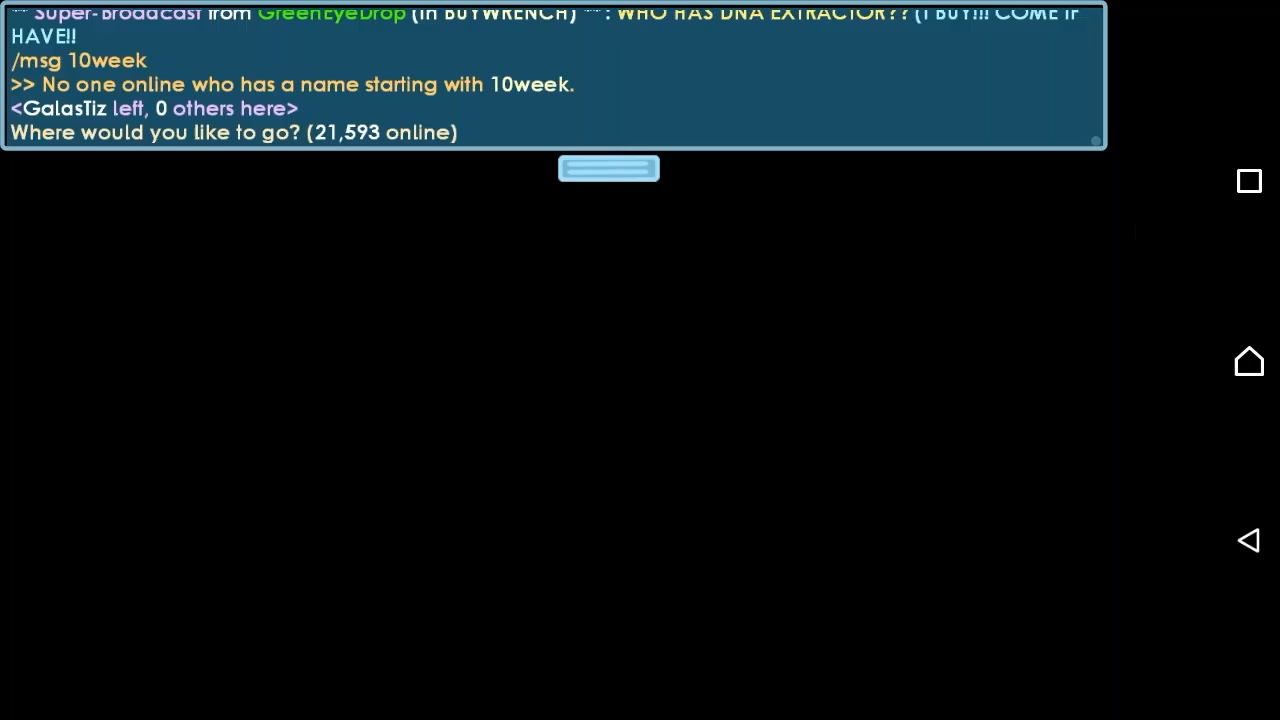 ** Super-Broadcast from GreenEyeDrop (in BUYWRENCH) ** : WHO HAS DNA EXTRACTOR?? (I BUY!!! COME IF
HAVE!!
/msg 10week
>> No one online who has a name starting with 10week.
<GalasTiz left, 0 others here>
Where would you like to go? (21,593 online)